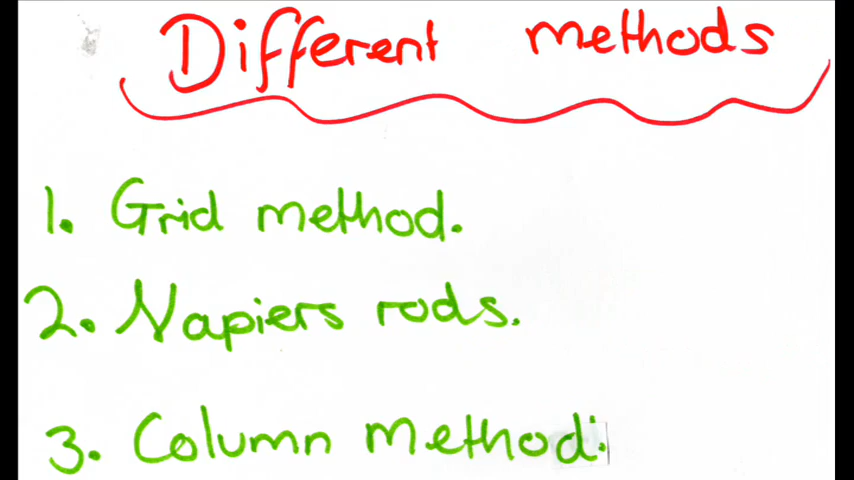 Different methods
1. Grid method.
2. Napiers rods.
3. Column method.